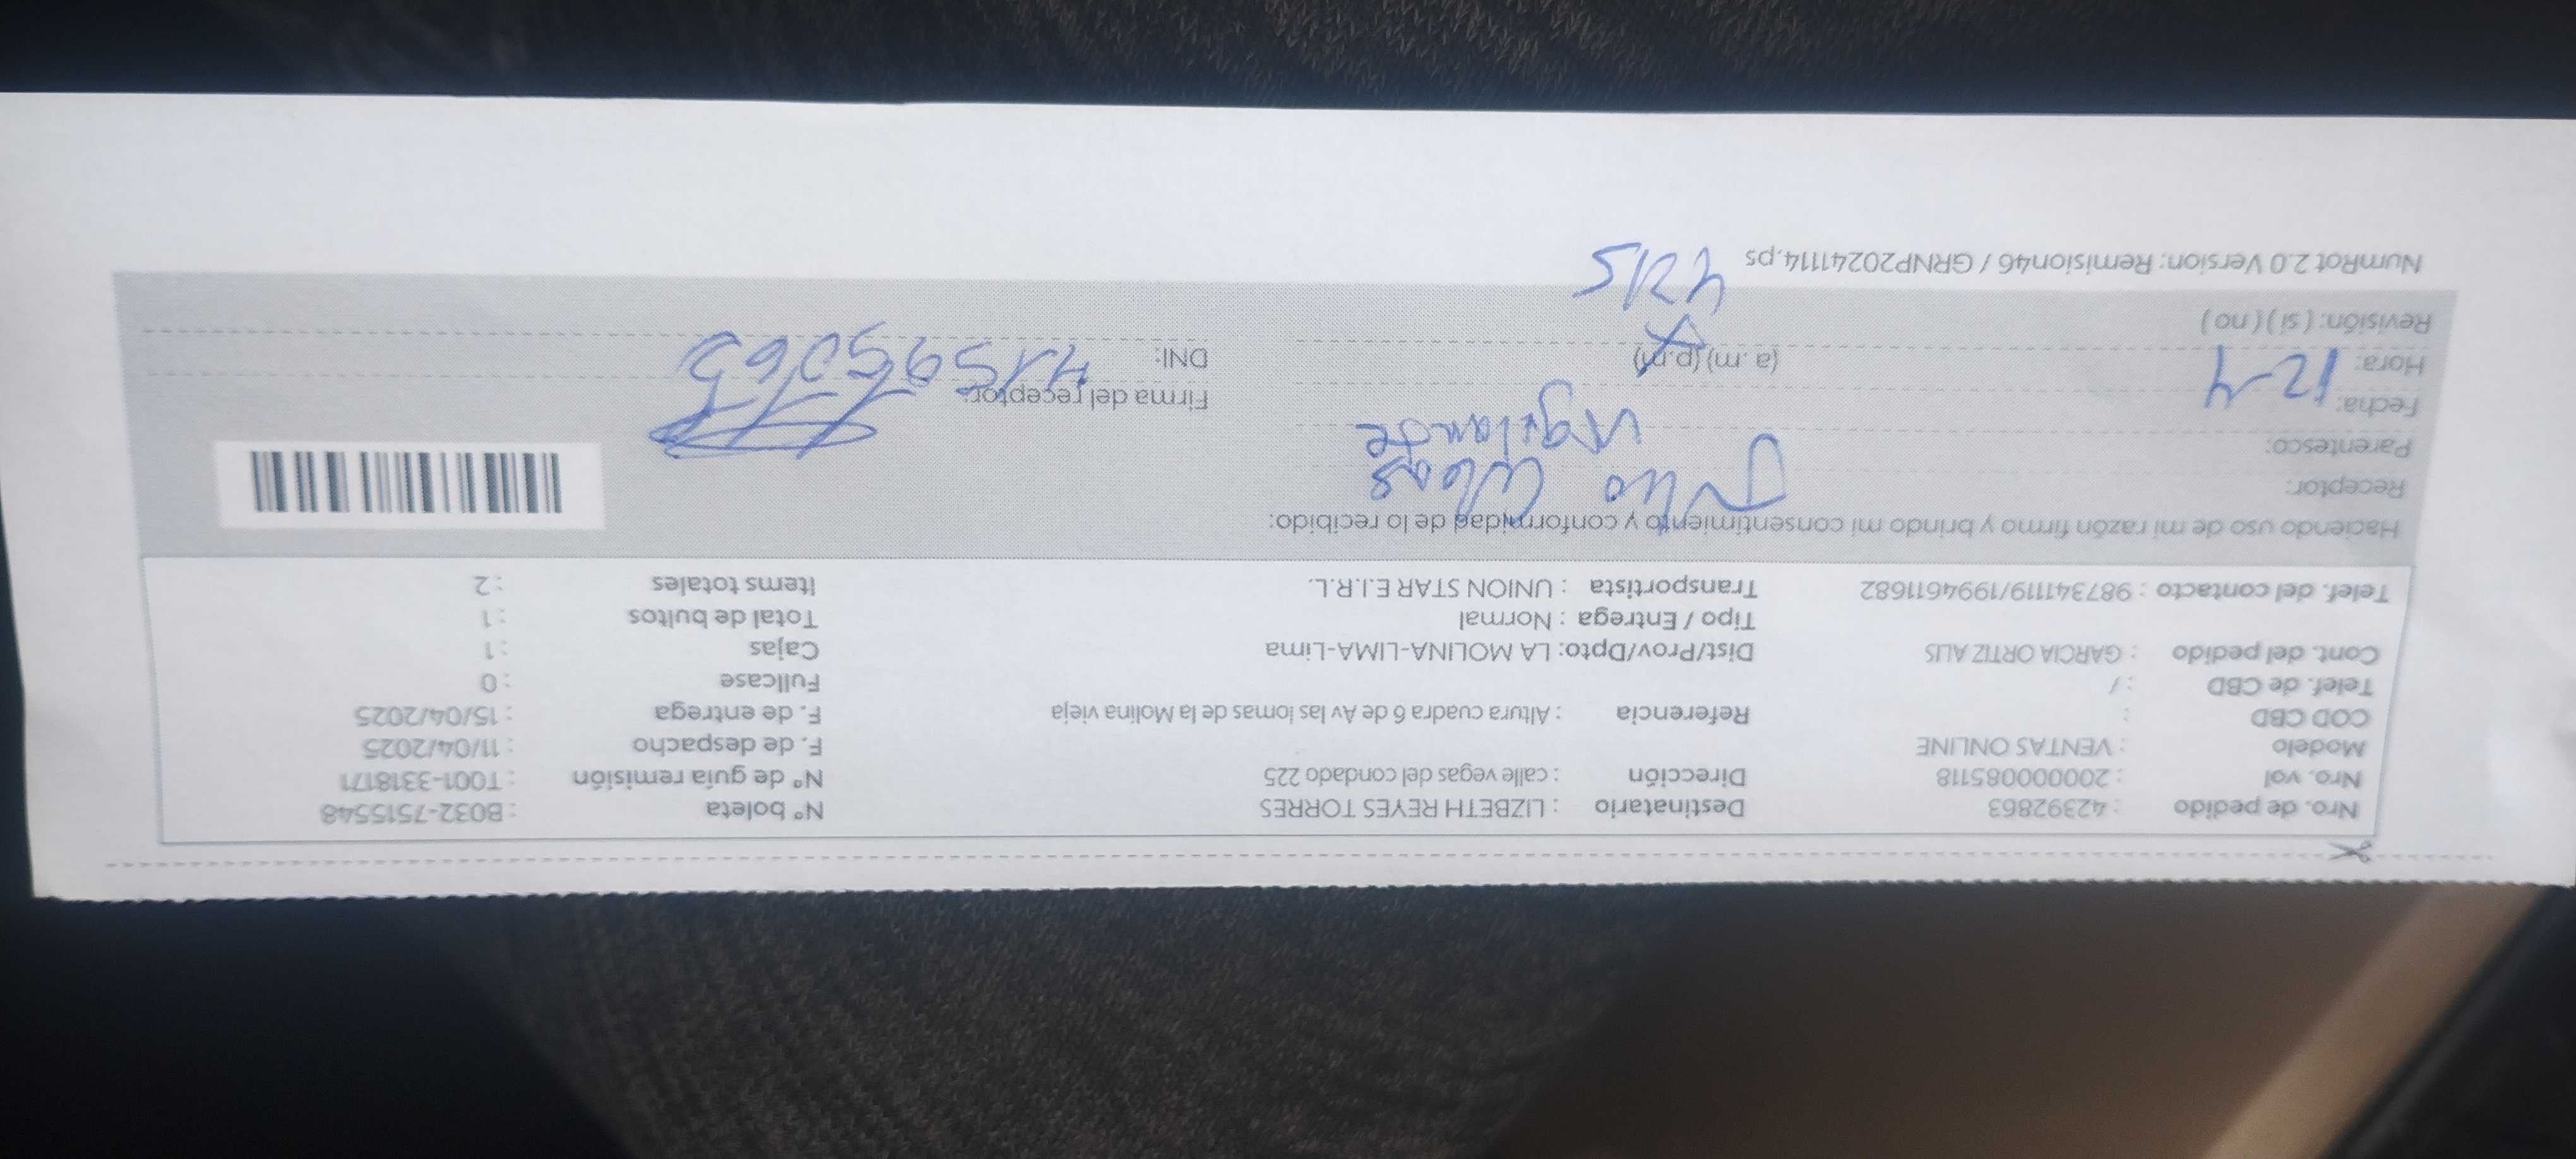 Nro. de pedido : 42392863 Destinatario : LIZBETH REYES TORRES N° boleta : B032-7515548
Nro. vol : 2000000085118 Dirección : calle vegas del condado 225 N° de guía remisión : T001-3318171
Modelo : VENTAS ONLINE F. de despacho : 11/04/2025
COD CBD : Referencia : Altura cuadra 6 de Av las lomas de la Molina vieja F. de entrega : 15/04/2025
Telef. de CBD : / Fullcase : 0
Cont. del pedido : GARCIA ORTIZ ALIS Dist/Prov/Dpto: LA MOLINA-LIMA-Lima Cajas : 1
Tipo / Entrega : Normal Total de bultos : 1
Telef. del contacto : 987341119/1994611682 Transportista : UNION STAR E.I.R.L. Items totales : 2
Haciendo uso de mi razón firmo y brindo mi consentimiento y conformidad de lo recibido:
Receptor:
Parentesco: vigilante
Fecha: 12-4 Firma del receptor:
Hora: (a. m) (p.m) X DNI:
Revisión: ( si ) ( no ) 4215
NumRot 2.0 Version: Remision46 / GRNP20241114.ps